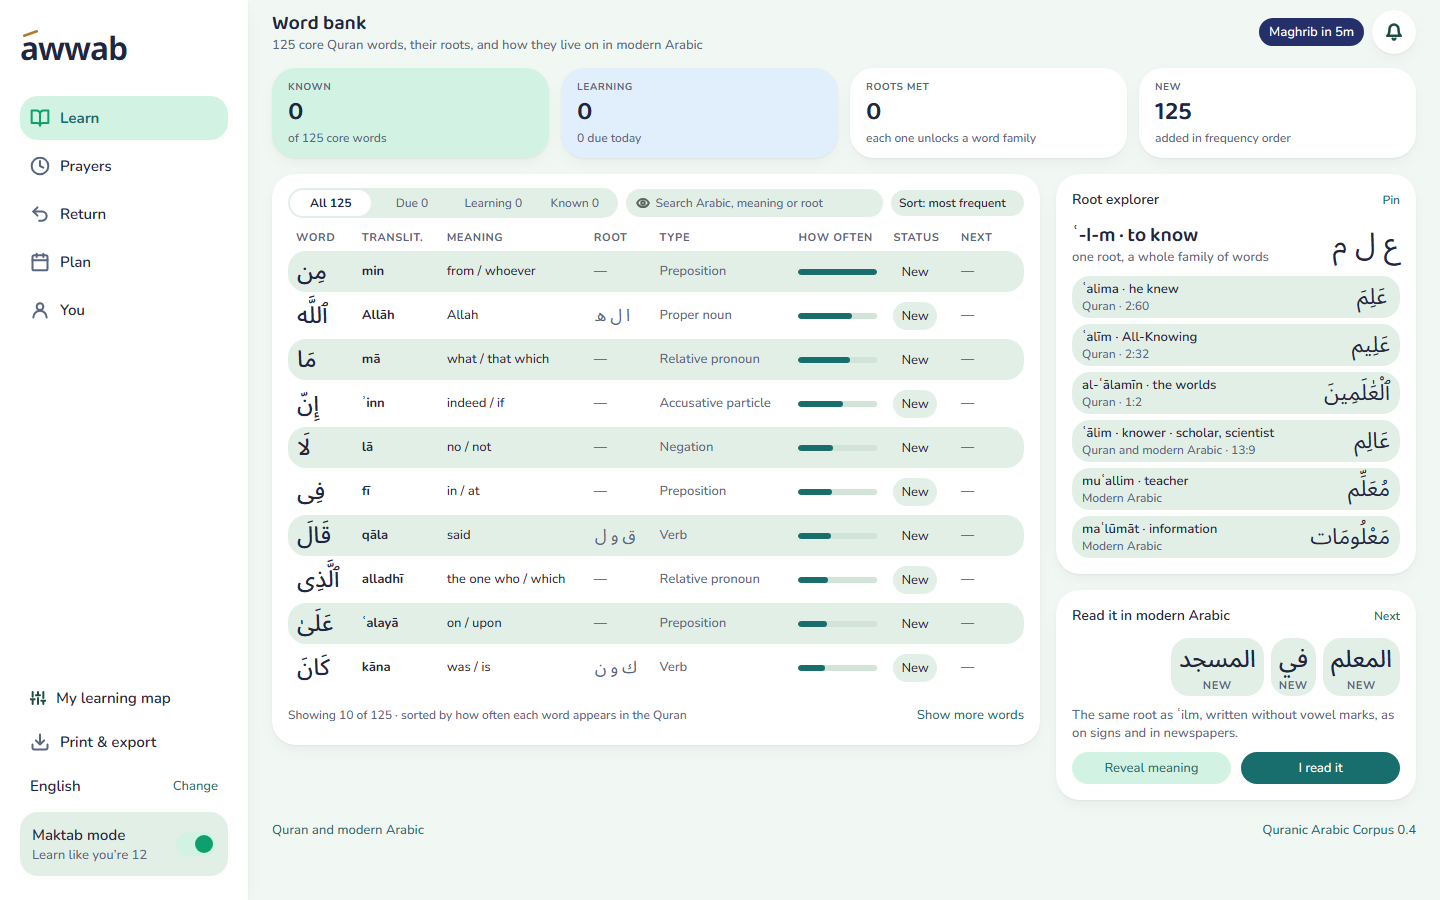 awwab
Learn
Prayers
Return
Plan
You
My learning map
Print & export
English Change
Maktab mode
Learn like you're 12
Word bank
125 core Quran words, their roots, and how they live on in modern Arabic
Maghrib in 5m
KNOWN
0
of 125 core words
LEARNING
0
0 due today
ROOTS MET
0
each one unlocks a word family
NEW
125
added in frequency order
All 125 Due 0 Learning 0 Known 0 Search Arabic, meaning or root Sort: most frequent
WORD TRANSLIT. MEANING ROOT TYPE HOW OFTEN STATUS NEXT
مِن min from / whoever — Preposition New —
ٱللَّه Allāh Allah ا ل ه Proper noun New —
مَا mā what / that which — Relative pronoun New —
إِنّ ʾinn indeed / if — Accusative particle New —
لَا lā no / not — Negation New —
فِى fī in / at — Preposition New —
قَالَ qāla said ق و ل Verb New —
ٱلَّذِى alladhī the one who / which — Relative pronoun New —
عَلَىٰ ʿalayā on / upon — Preposition New —
كَانَ kāna was / is ك و ن Verb New —
Showing 10 of 125 · sorted by how often each word appears in the Quran Show more words
Root explorer Pin
ʿ-l-m · to know ع ل م
one root, a whole family of words
ʿalima · he knew عَلِمَ
Quran · 2:60
ʿalīm · All-Knowing عَلِيم
Quran · 2:32
al-ʿālamīn · the worlds ٱلْعَٰلَمِينَ
Quran · 1:2
ʿālim · knower · scholar, scientist عَالِم
Quran and modern Arabic · 13:9
muʿallim · teacher مُعَلِّم
Modern Arabic
maʿlūmāt · information مَعْلُومَات
Modern Arabic
Read it in modern Arabic Next
المعلم في المسجد
NEW NEW NEW
The same root as ʿilm, written without vowel marks, as
on signs and in newspapers.
Reveal meaning I read it
Quran and modern Arabic Quranic Arabic Corpus 0.4